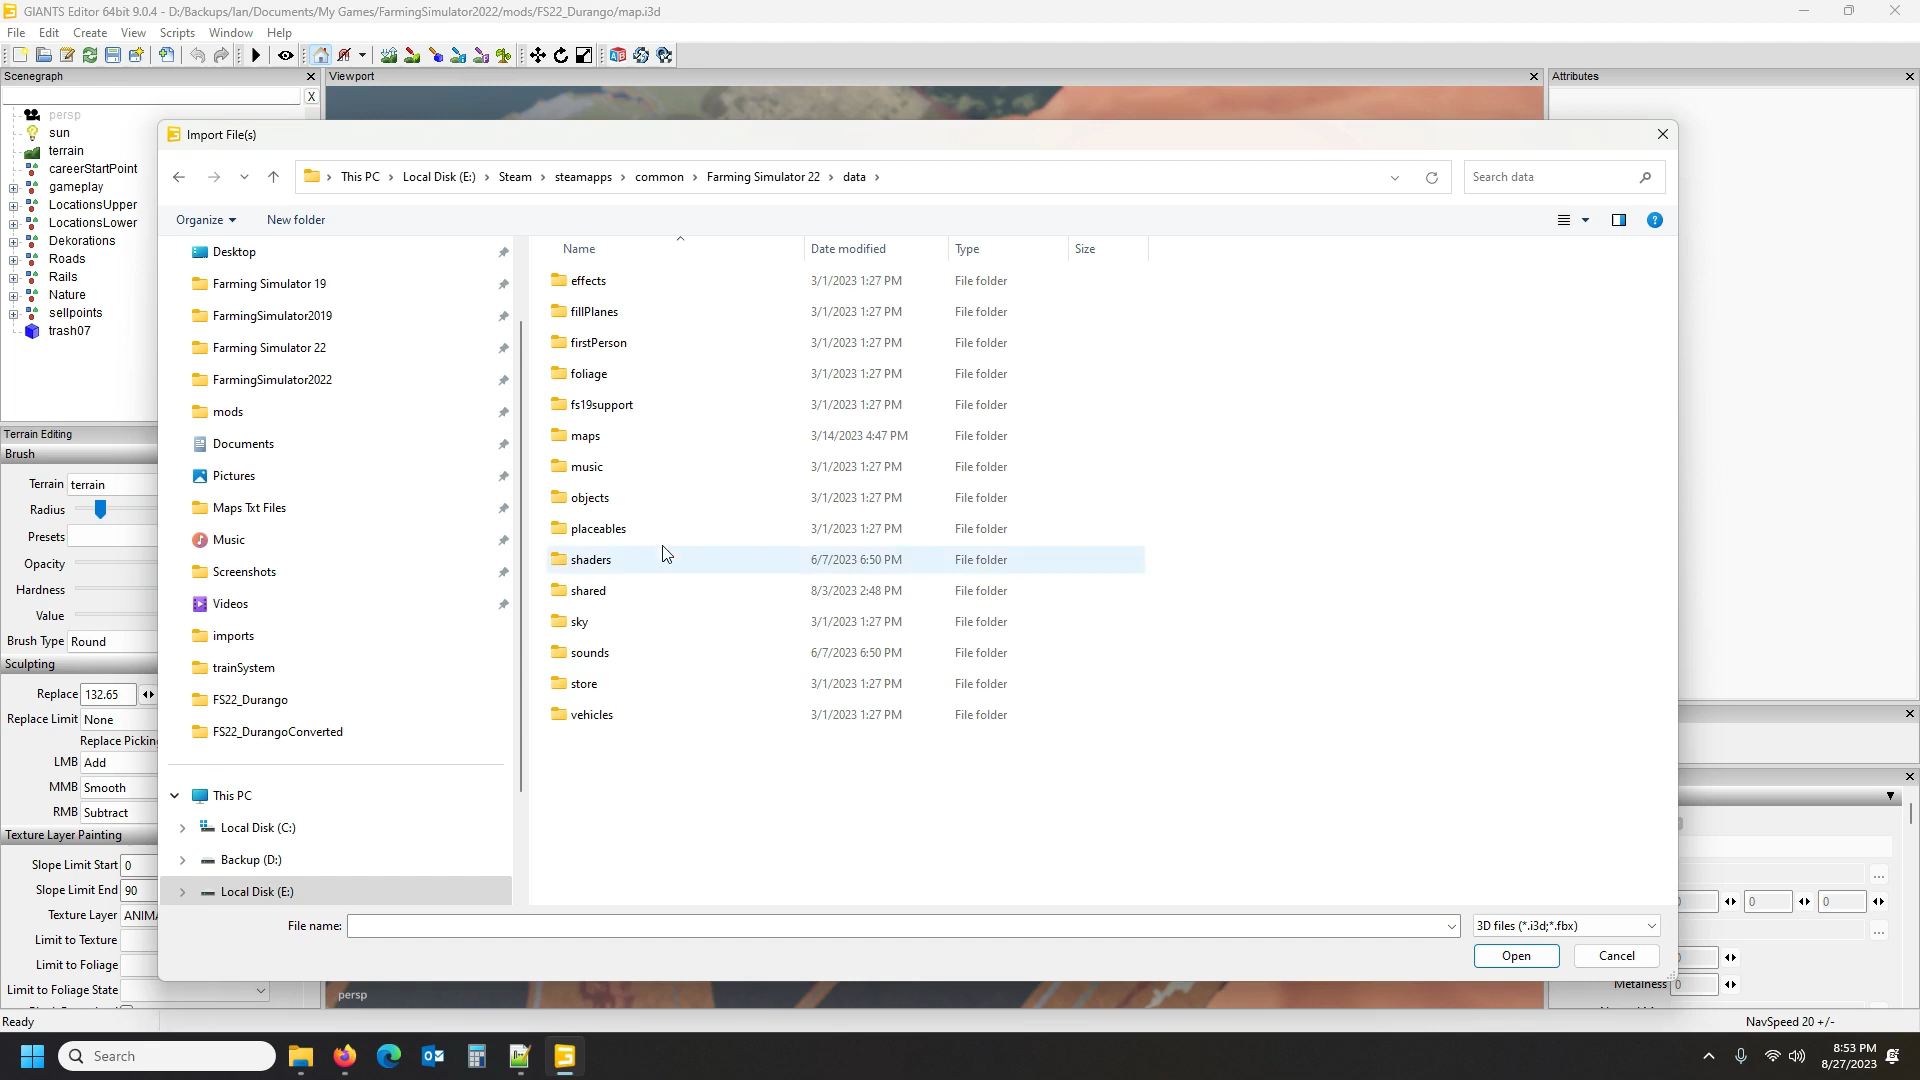 GIANTS Editor 64bit 9.0.4 - D:/Backups/Ian/Documents/My Games/FarmingSimulator2022/mods/FS22_Durango/map.i3d
File Edit Create View Scripts Window Help
Scenegraph
Viewport
Attributes
X
persp
sun
terrain
careerStartPoint
gameplay
LocationsUpper
LocationsLower
Dekorations
Roads
Rails
Nature
sellpoints
trash07
Terrain Editing
Brush
Terrain terrain
Radius
Presets
Opacity
Hardness
Value
Brush Type Round
Sculpting
Replace 132.65
Replace Limit None
Replace Picking
LMB Add
MMB Smooth
RMB Subtract
Texture Layer Painting
Slope Limit Start 0
Slope Limit End 90
Texture Layer ANIMA
Limit to Texture
Limit to Foliage
Limit to Foliage State
Import File(s)
This PC > Local Disk (E:) > Steam > steamapps > common > Farming Simulator 22 > data >
Search data
Organize
New folder
Desktop
Farming Simulator 19
FarmingSimulator2019
Farming Simulator 22
FarmingSimulator2022
mods
Documents
Pictures
Maps Txt Files
Music
Screenshots
Videos
imports
trainSystem
FS22_Durango
FS22_DurangoConverted
This PC
Local Disk (C:)
Backup (D:)
Local Disk (E:)
Name Date modified Type Size
effects 3/1/2023 1:27 PM File folder
fillPlanes 3/1/2023 1:27 PM File folder
firstPerson 3/1/2023 1:27 PM File folder
foliage 3/1/2023 1:27 PM File folder
fs19support 3/1/2023 1:27 PM File folder
maps 3/14/2023 4:47 PM File folder
music 3/1/2023 1:27 PM File folder
objects 3/1/2023 1:27 PM File folder
placeables 3/1/2023 1:27 PM File folder
shaders 6/7/2023 6:50 PM File folder
shared 8/3/2023 2:48 PM File folder
sky 3/1/2023 1:27 PM File folder
sounds 6/7/2023 6:50 PM File folder
store 3/1/2023 1:27 PM File folder
vehicles 3/1/2023 1:27 PM File folder
File name:
3D files (*.i3d;*.fbx)
Open
Cancel
0 0
Metalness 0
persp
Ready
NavSpeed 20 +/-
Search
8:53 PM
8/27/2023